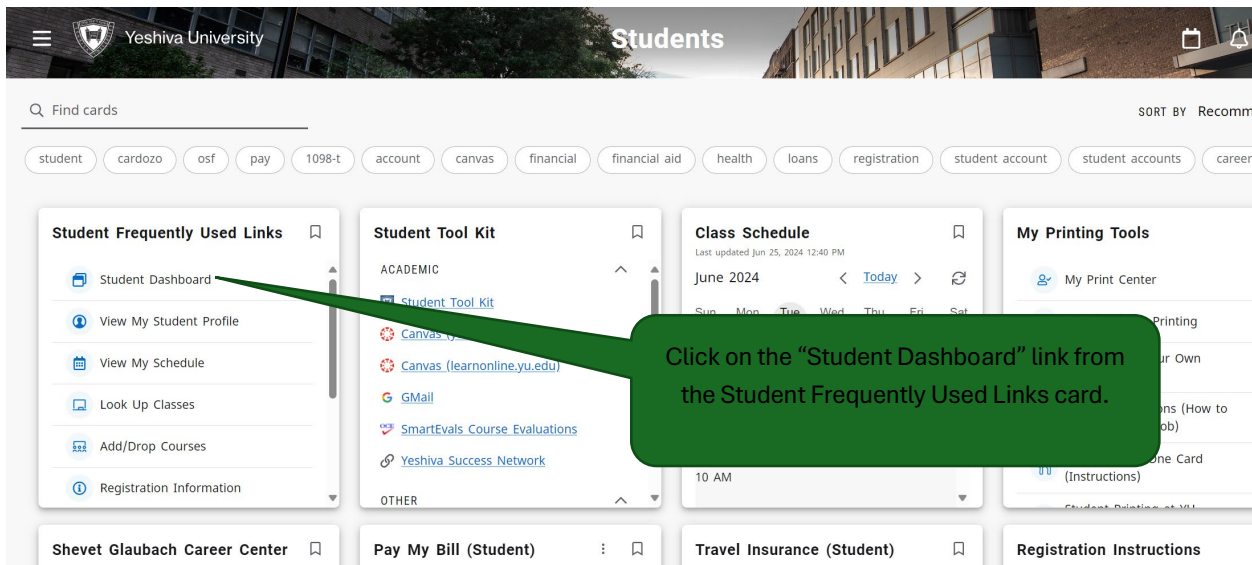 Yeshiva University
Students
Find cards
SORT BY Recomm
student
cardozo
osf
pay
1098-t
account
canvas
financial
financial aid
health
loans
registration
student account
student accounts
career
Student Frequently Used Links
Student Dashboard
View My Student Profile
View My Schedule
Look Up Classes
Add/Drop Courses
Registration Information
Student Tool Kit
ACADEMIC
Student Tool Kit
Canvas
Canvas (learnonline.yu.edu)
GMail
SmartEvals Course Evaluations
Yeshiva Success Network
OTHER
Class Schedule
Last updated Jun 25, 2024 12:40 PM
June 2024
Today
Sun Mon Tue Wed Thu Fri Sat
10 AM
Click on the “Student Dashboard” link from
the Student Frequently Used Links card.
My Printing Tools
My Print Center
Printing
Own
(How to
One Card
(Instructions)
Student Printing at YU
Shevet Glaubach Career Center
Pay My Bill (Student)
Travel Insurance (Student)
Registration Instructions